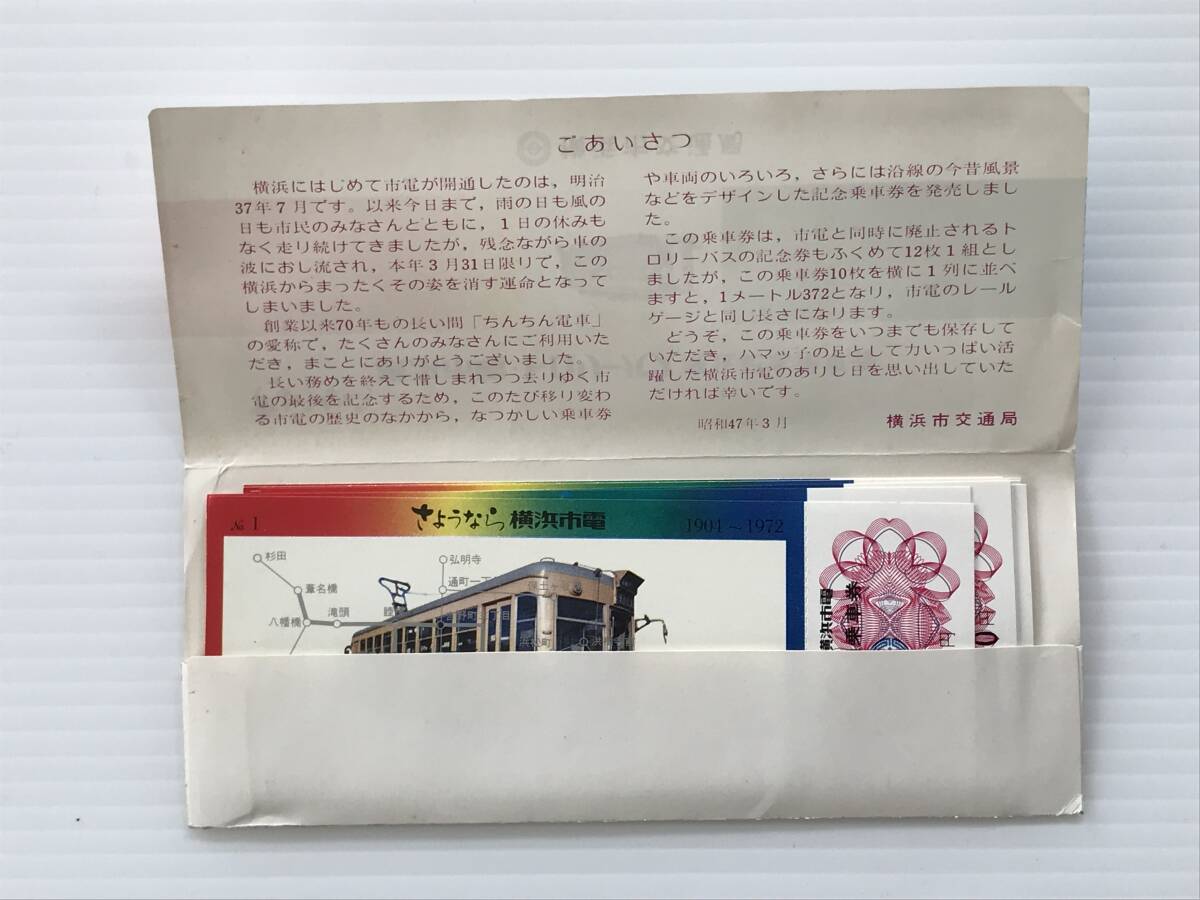 ごあいさつ
横浜にはじめて市電が開通したのは，明治
37年7月です。以来今日まで，雨の日も風の
日も市民のみなさんとともに，1日の休みも
なく走り続けてきましたが，残念ながら車の
波におし流され，本年3月31日限りで，この
横浜からまったくその姿を消す運命となって
しまいました。
創業以来70年もの長い間「ちんちん電車」
の愛称で，たくさんのみなさんにご利用いた
だき，まことにありがとうございました。
長い務めを終えて惜しまれつつ去りゆく市
電の最後を記念するため，このたび移り変わ
る市電の歴史のなかから，なつかしい乗車券
や車両のいろいろ，さらには沿線の今昔風景
などをデザインした記念乗車券を発売しまし
た。
この乗車券は，市電と同時に廃止されるト
ロリーバスの記念券もふくめて12枚1組とし
ましたが，この乗車券10枚を横に1列に並べ
ますと，1メートル372となり，市電のレール
ゲージと同じ長さになります。
どうぞ，この乗車券をいつまでも保存して
いただき，ハマッ子の足として力いっぱい活
躍した横浜市電のありし日を思い出していた
だければ幸いです。
昭和47年3月 横浜市交通局
№1 さようなら 横浜市電 1904～1972
杉田
葦名橋
八幡橋
滝頭
弘明寺
通町一丁
横浜市電
乗車券
円